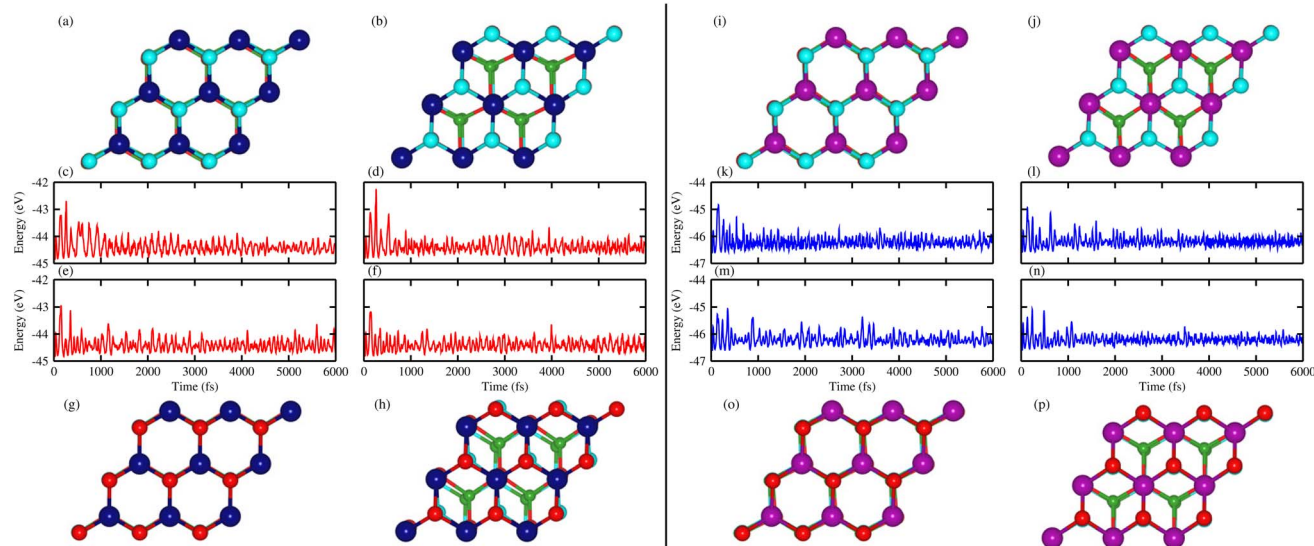 (a)
(b)
(i)
(j)
(c)
(d)
(k)
(l)
Energy (eV)
-42
-43
-44
-45
Energy (eV)
-44
-45
-46
-47
(e)
(f)
(m)
(n)
Energy (eV)
-42
-43
-44
-45
0 1000 2000 3000 4000 5000 6000
Time (fs)
0 1000 2000 3000 4000 5000 6000
Time (fs)
Energy (eV)
-44
-45
-46
-47
0 1000 2000 3000 4000 5000 6000
Time (fs)
0 1000 2000 3000 4000 5000 6000
Time (fs)
(g)
(h)
(o)
(p)